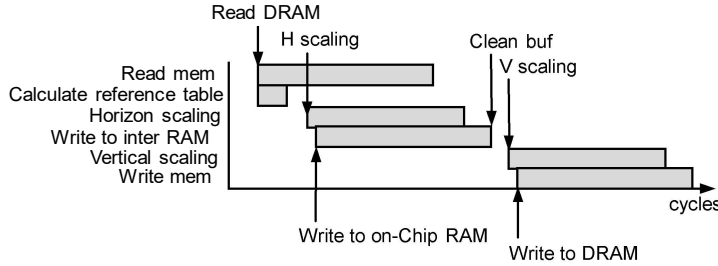 Read DRAM
H scaling
Clean buf
V scaling
Read mem
Calculate reference table
Horizon scaling
Write to inter RAM
Vertical scaling
Write mem
cycles
Write to on-Chip RAM
Write to DRAM